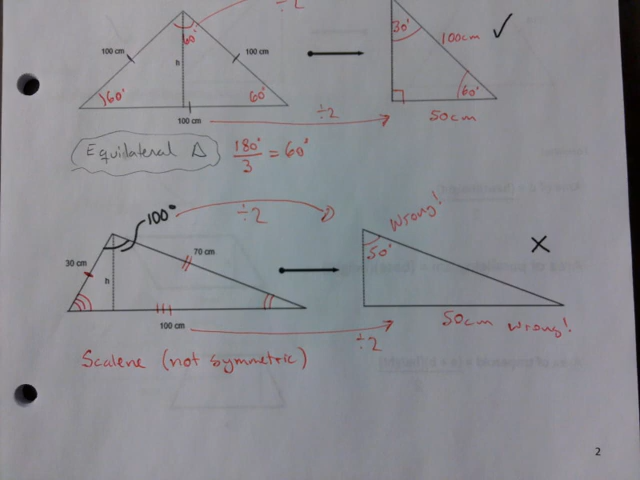 ÷2
100 cm 60° 100 cm h 30° 100cm ✓
60° 60° 60°
100 cm ÷2 50cm
Equilateral Δ 180°/3 = 60°
100° ÷2 wrong!
30 cm 70 cm h 50° X
100 cm ÷2 50cm wrong!
Scalene (not symmetric)
2